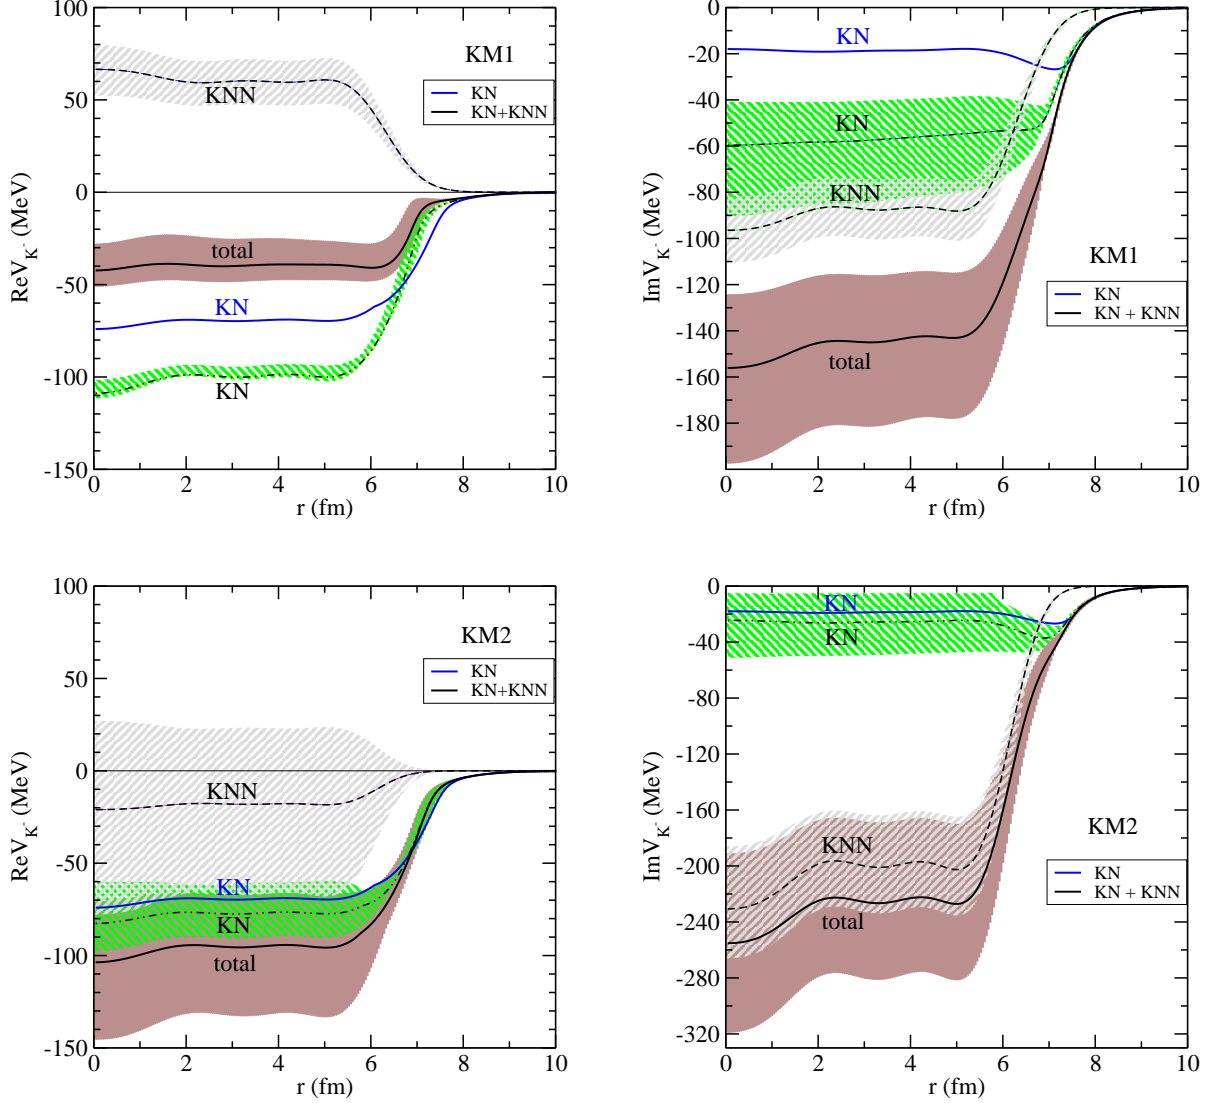 100
50
0
-50
-100
-150
ReV_K^- (MeV)
KM1
KN
KN+KNN
KNN
total
KN
KN
0 2 4 6 8 10
r (fm)
0
-20
-40
-60
-80
-100
-120
-140
-160
-180
ImV_K^- (MeV)
KN
KN
KNN
KM1
KN
KN + KNN
total
0 2 4 6 8 10
r (fm)
100
50
0
-50
-100
-150
ReV_K^- (MeV)
KM2
KN
KN+KNN
KNN
KN
KN
total
0 2 4 6 8 10
r (fm)
0
-40
-80
-120
-160
-200
-240
-280
-320
ImV_K^- (MeV)
KN
KN
KNN
KM2
KN
KN + KNN
total
0 2 4 6 8 10
r (fm)